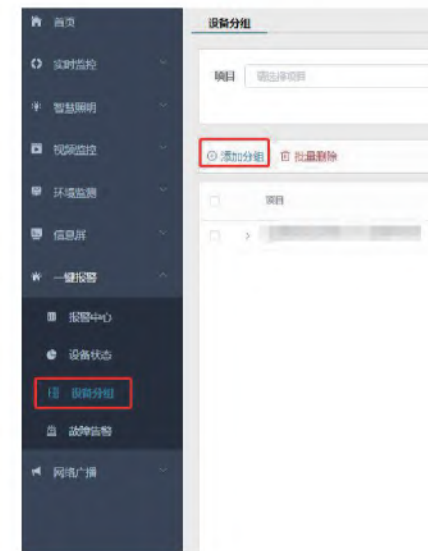 首页
实时监控
智慧照明
视频监控
环境监测
信息屏
一键报警
报警中心
设备状态
设备分组
故障告警
网络广播
设备分组
项目 请选择项目
添加分组 批量删除
项目